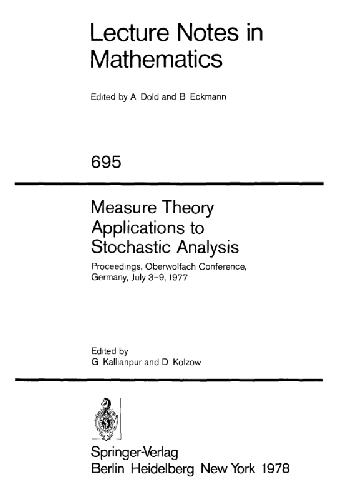 Lecture Notes in
Mathematics
Edited by A. Dold and B. Eckmann
695
Measure Theory
Applications to
Stochastic Analysis
Proceedings, Oberwolfach Conference,
Germany, July 3-9, 1977
Edited by
G. Kallianpur and D. Kolzow
Springer-Verlag
Berlin Heidelberg New York 1978